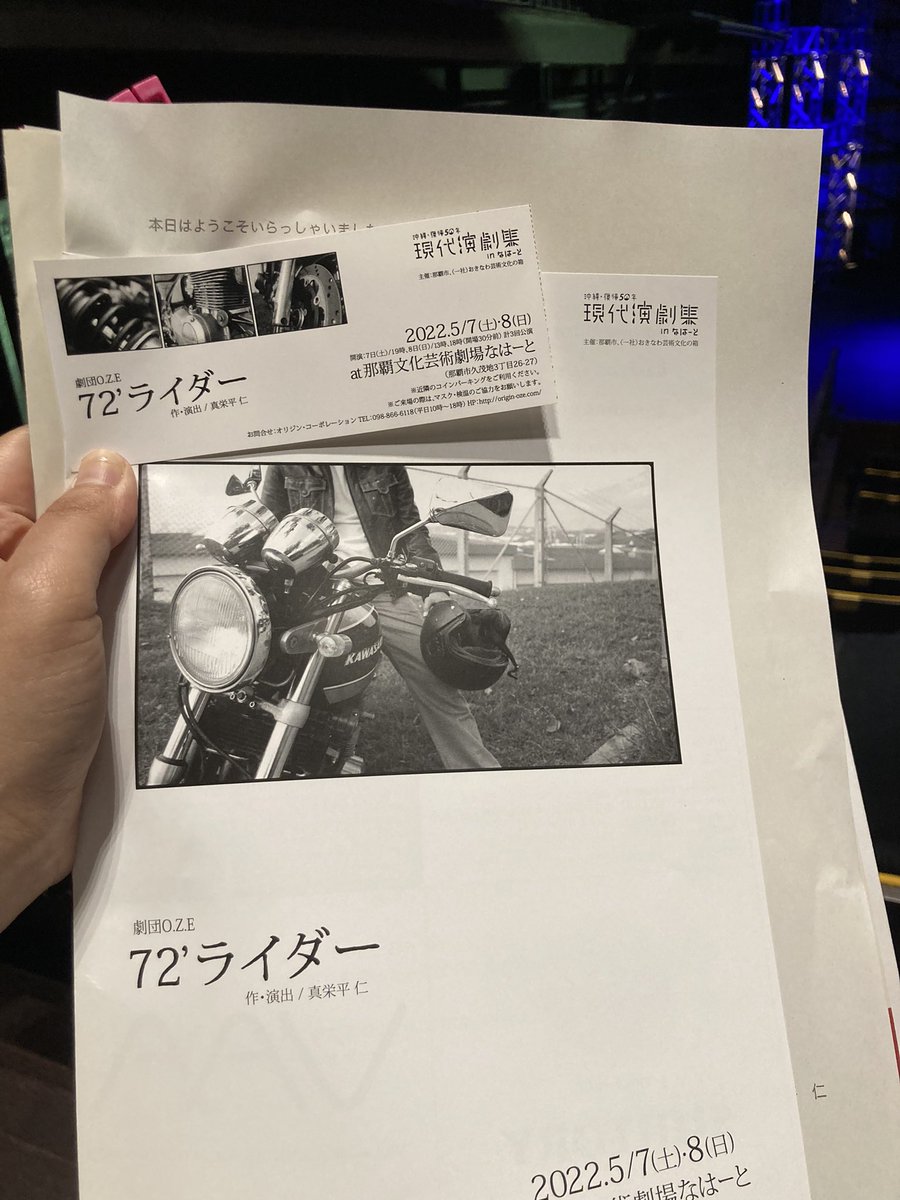 本日はようこそいらっしゃいました
沖縄・復帰50年
現代演劇集
in なはーと
主催：那覇市、（一社）おきなわ芸術文化の箱
2022.5/7(土)・8(日)
開演：7日(土)/19時、8日(日)/13時、18時(開場30分前) 計3回公演
at 那覇文化芸術劇場なはーと
(那覇市久茂地3丁目26-27)
※近隣のコインパーキングをご利用ください。
※ご来場の際は、マスク・検温のご協力をお願いします。
お問合せ：オリジン・コーポレーション TEL：098-866-6118(平日10時～18時) HP：http://origin-oze.com/
劇団O.Z.E
72’ライダー
作・演出 / 真栄平 仁
沖縄・復帰50年
現代演劇集
in なはーと
主催：那覇市、（一社）おきなわ芸術文化の箱
KAWAS
劇団O.Z.E
72’ライダー
作・演出 / 真栄平 仁
仁
2022.5/7(土)・8(日)
術劇場なはーと